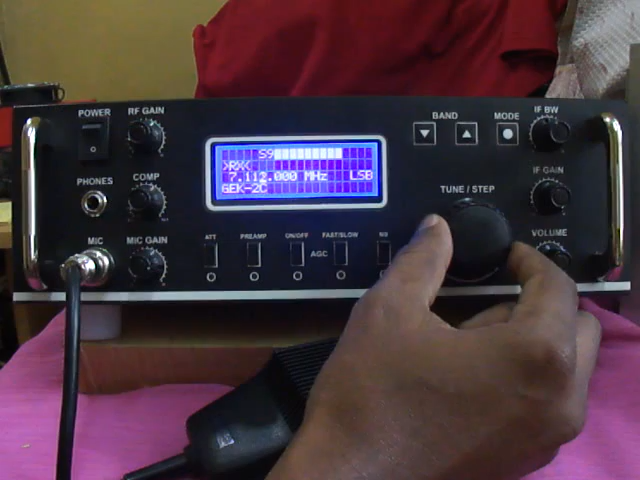 POWER
RF GAIN
BAND
MODE
IF BW
S9
>RX<
7.112.000 MHz LSB
GEK-2C
PHONES
COMP
IF GAIN
TUNE / STEP
MIC
MIC GAIN
VOLUME
ATT
PREAMP
ON/OFF
FAST/SLOW
NB
AGC